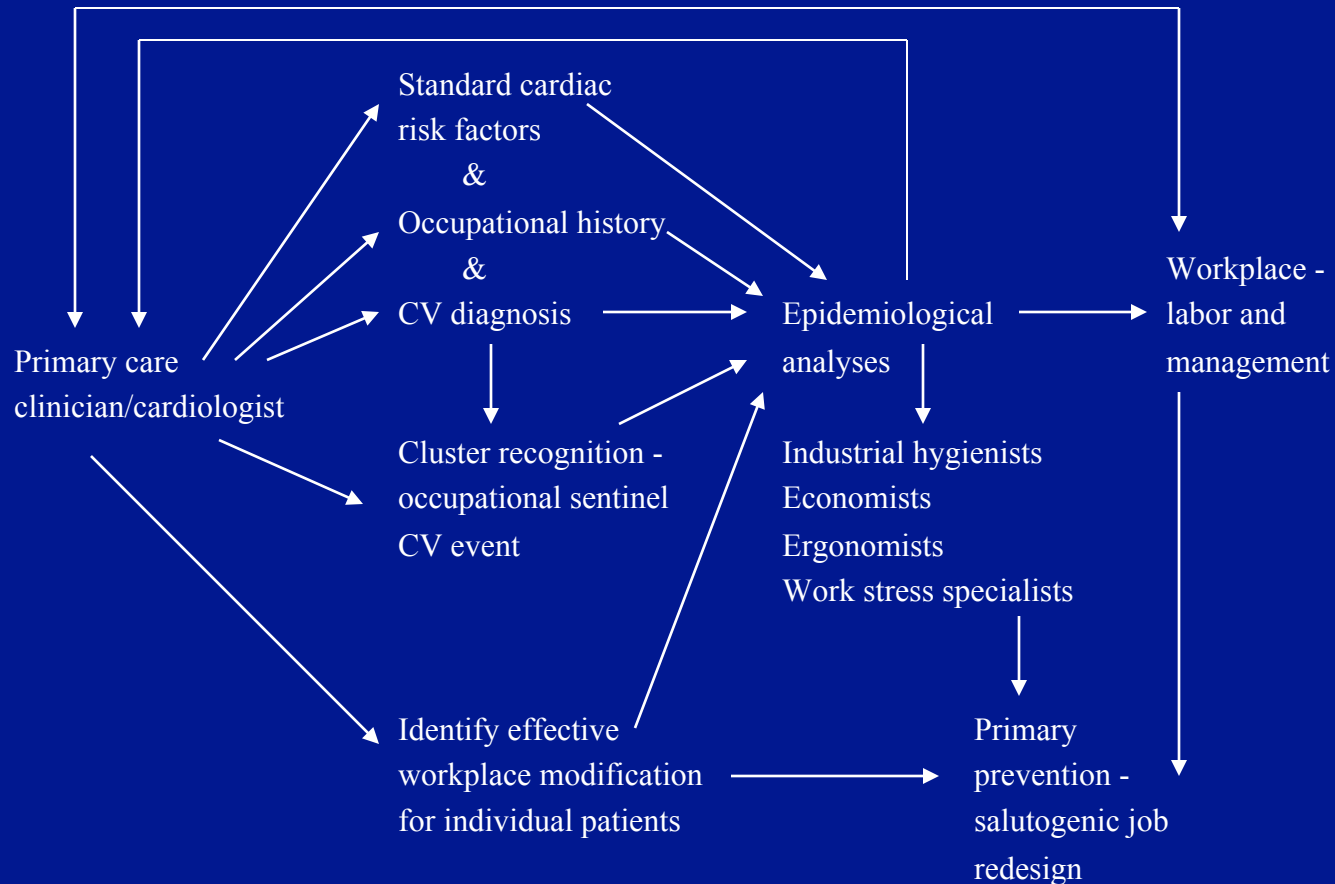 Standard cardiac
risk factors
&
Occupational history
&
CV diagnosis
Primary care
clinician/cardiologist
Cluster recognition -
occupational sentinel
CV event
Identify effective
workplace modification
for individual patients
Epidemiological
analyses
Industrial hygienists
Economists
Ergonomists
Work stress specialists
Workplace -
labor and
management
Primary
prevention -
salutogenic job
redesign